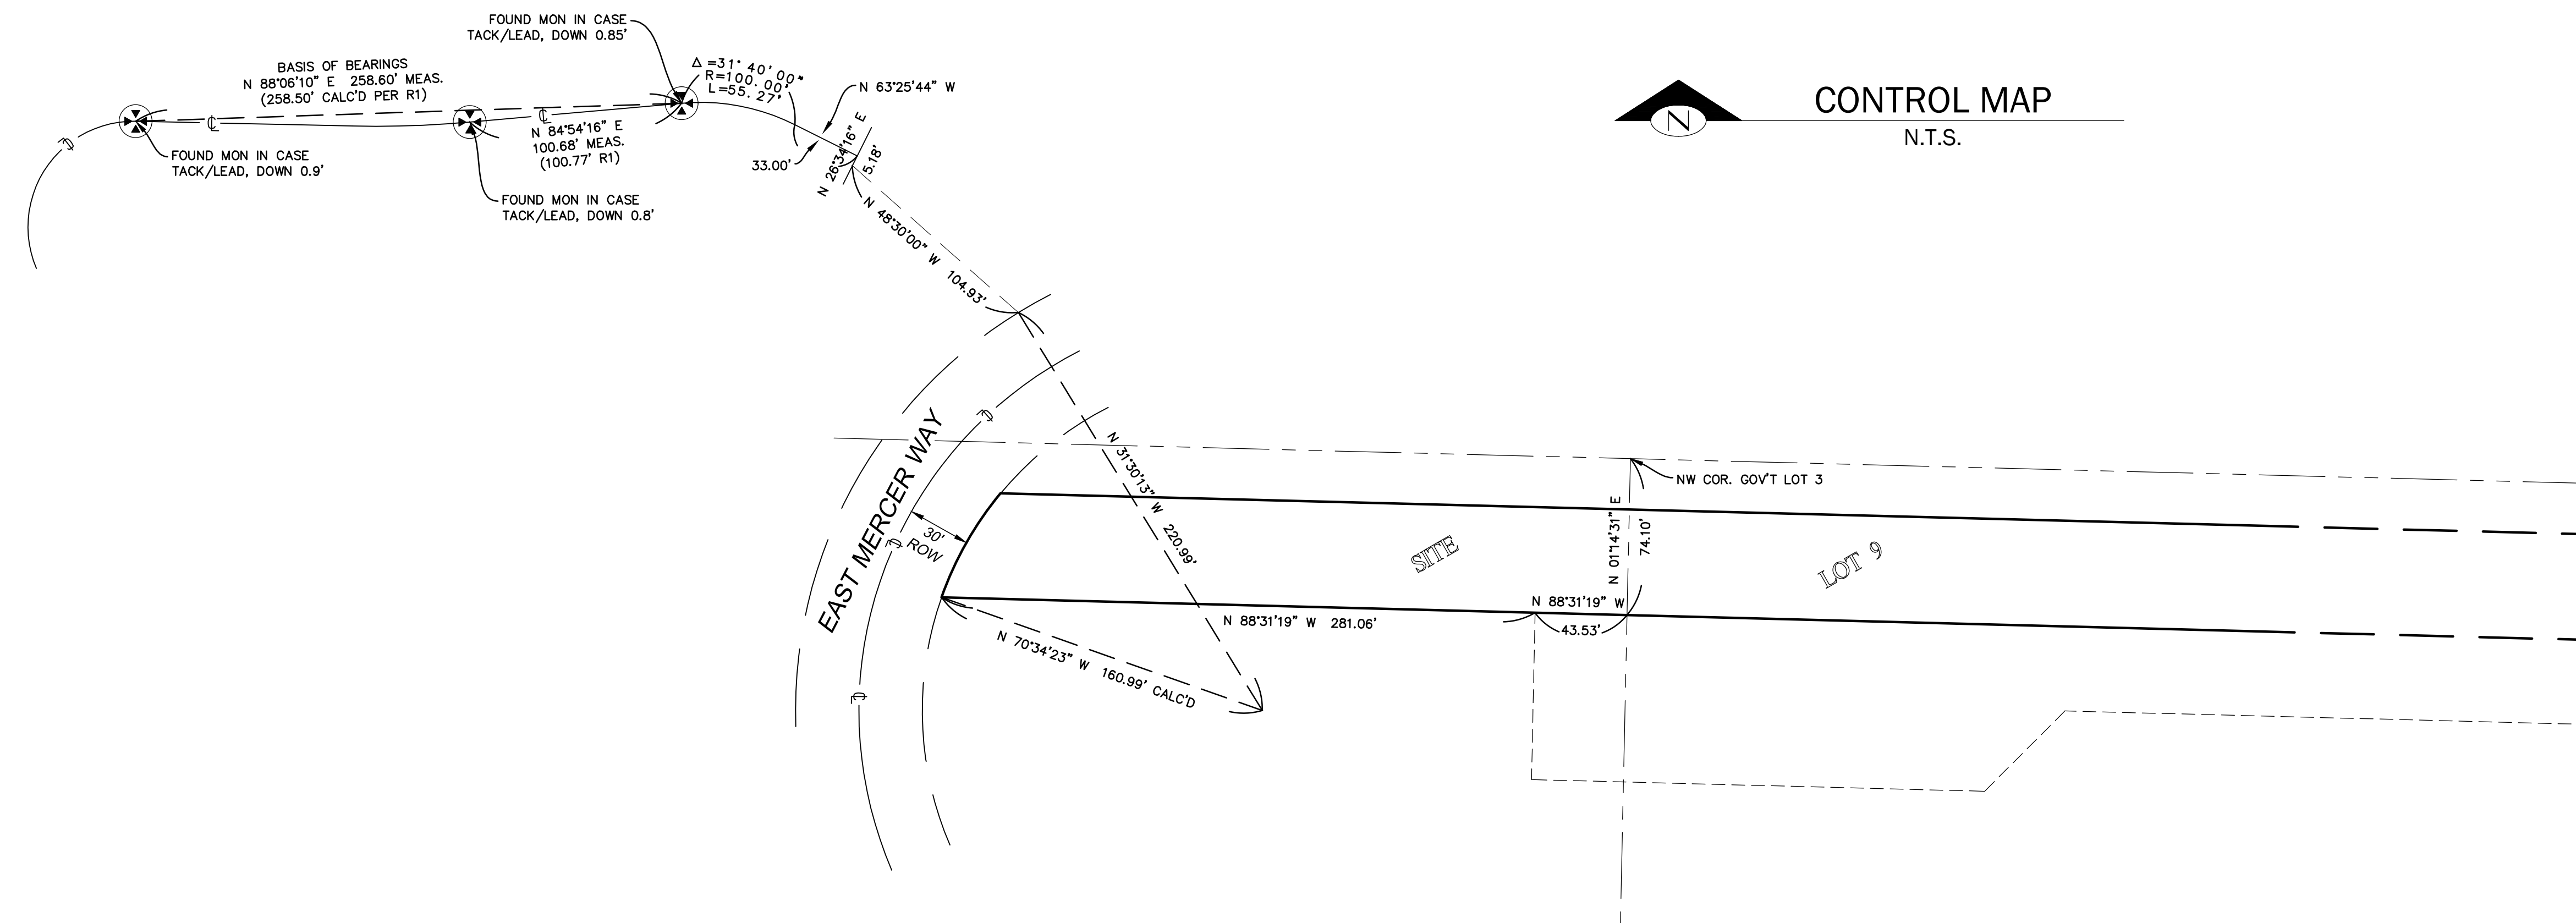 FOUND MON IN CASE
TACK/LEAD, DOWN 0.85'
BASIS OF BEARINGS
N 88°06'10" E 258.60' MEAS.
(258.50' CALC'D PER R1)
Δ =31° 40' 00"
R=100.00'
L=55.27'
N 63°25'44" W
33.00'
N 26°34'16" E
5.18'
N 84°54'16" E
100.68' MEAS.
(100.77' R1)
FOUND MON IN CASE
TACK/LEAD, DOWN 0.9'
FOUND MON IN CASE
TACK/LEAD, DOWN 0.8'
CONTROL MAP
N
N.T.S.
N 48°30'00" W 104.93'
N 31°30'13" W 220.99'
EAST MERCER WAY
30'
ROW
NW COR. GOV'T LOT 3
N 01°14'31" E
74.10'
SITE
LOT 9
N 88°31'19" W
43.53'
N 88°31'19" W 281.06'
N 70°34'23" W 160.99' CALC'D